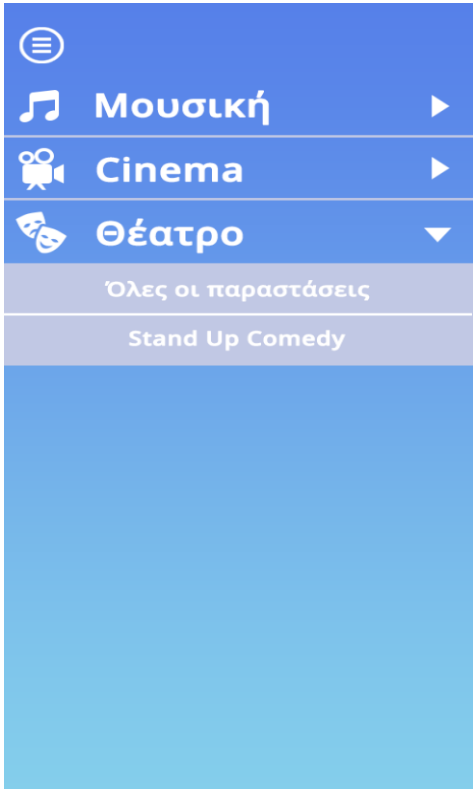 Μουσική
Cinema
Θέατρο
Όλες οι παραστάσεις
Stand Up Comedy